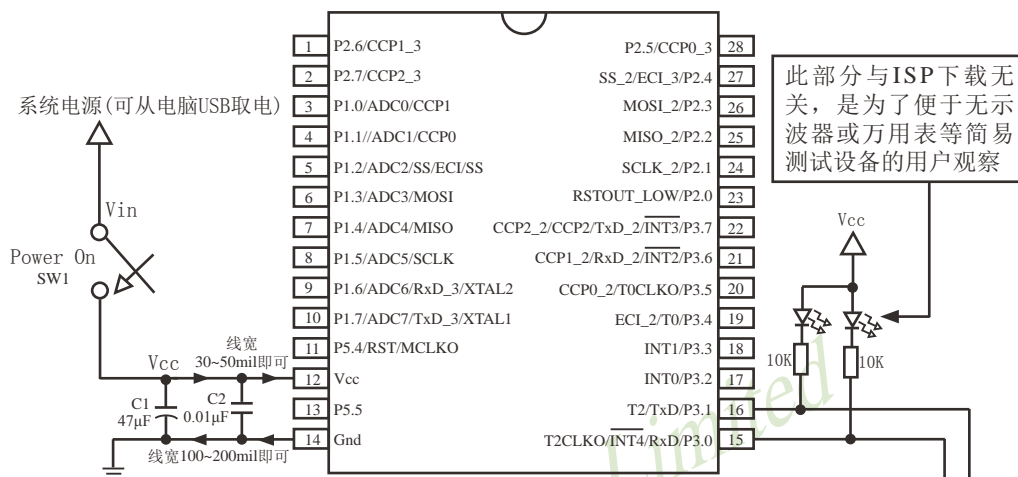 系统电源(可从电脑USB取电)
Vin
Power On
SW1
Vcc
线宽
30~50mil即可
C1
47μF
C2
0.01μF
线宽100~200mil即可
1 P2.6/CCP1_3
2 P2.7/CCP2_3
3 P1.0/ADC0/CCP1
4 P1.1//ADC1/CCP0
5 P1.2/ADC2/SS/ECI/SS
6 P1.3/ADC3/MOSI
7 P1.4/ADC4/MISO
8 P1.5/ADC5/SCLK
9 P1.6/ADC6/RxD_3/XTAL2
10 P1.7/ADC7/TxD_3/XTAL1
11 P5.4/RST/MCLKO
12 Vcc
13 P5.5
14 Gnd
P2.5/CCP0_3 28
SS_2/ECI_3/P2.4 27
MOSI_2/P2.3 26
MISO_2/P2.2 25
SCLK_2/P2.1 24
RSTOUT_LOW/P2.0 23
CCP2_2/CCP2/TxD_2/INT3/P3.7 22
CCP1_2/RxD_2/INT2/P3.6 21
CCP0_2/T0CLKO/P3.5 20
ECI_2/T0/P3.4 19
INT1/P3.3 18
INT0/P3.2 17
T2/TxD/P3.1 16
T2CLKO/INT4/RxD/P3.0 15
此部分与ISP下载无
关，是为了便于无示
波器或万用表等简易
测试设备的用户观察
Vcc
10K
10K
Limited